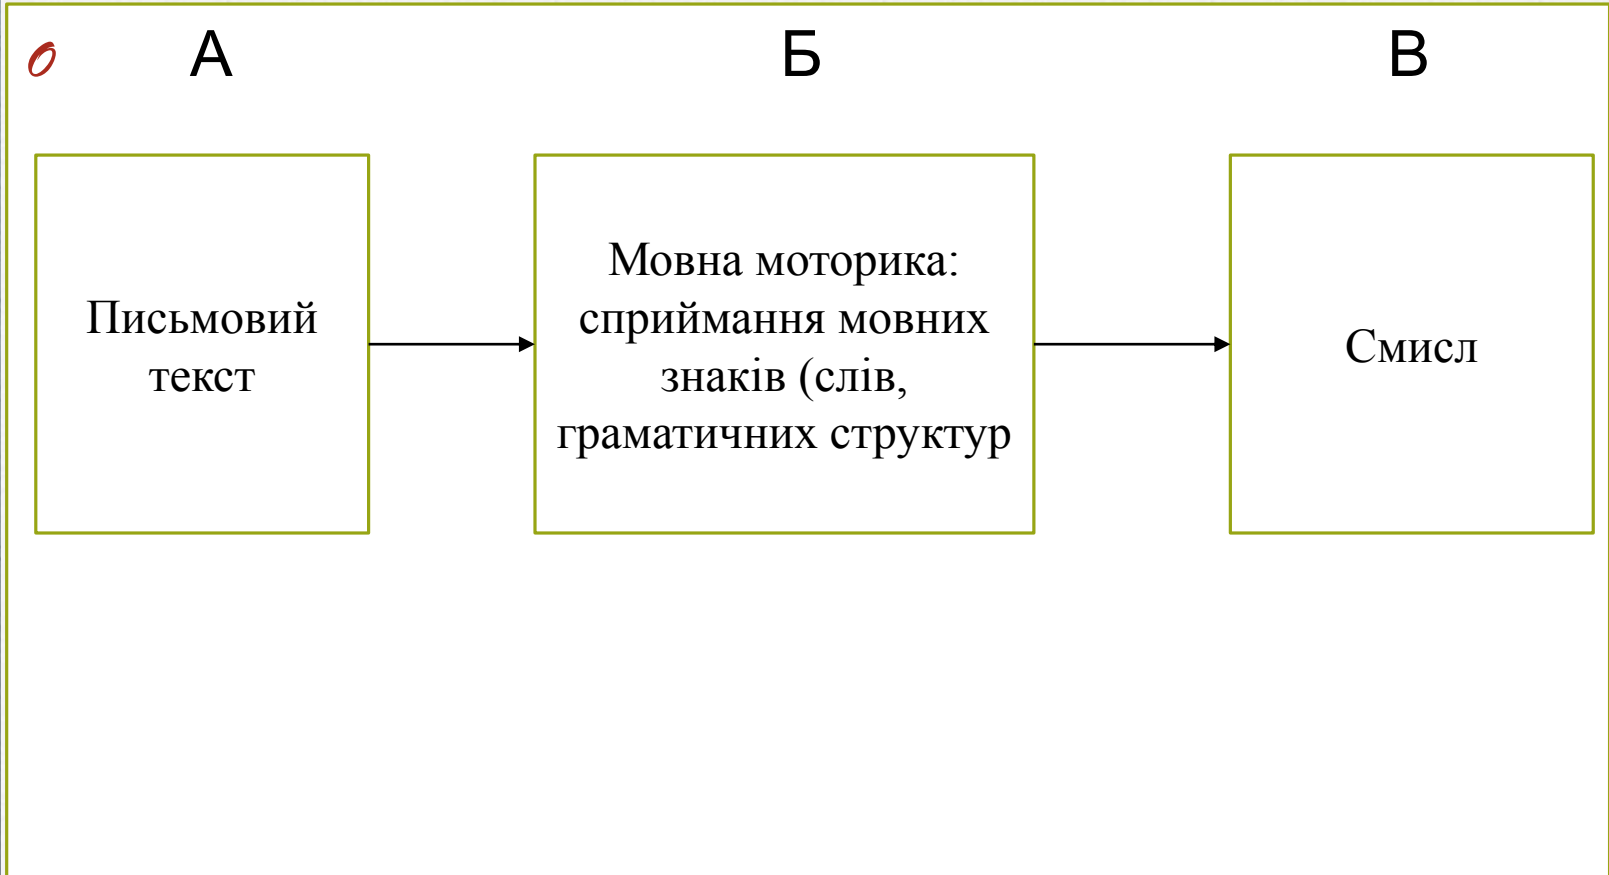 А Б В
Письмовий
текст
Мовна моторика:
сприймання мовних
знаків (слів,
граматичних структур
Смисл